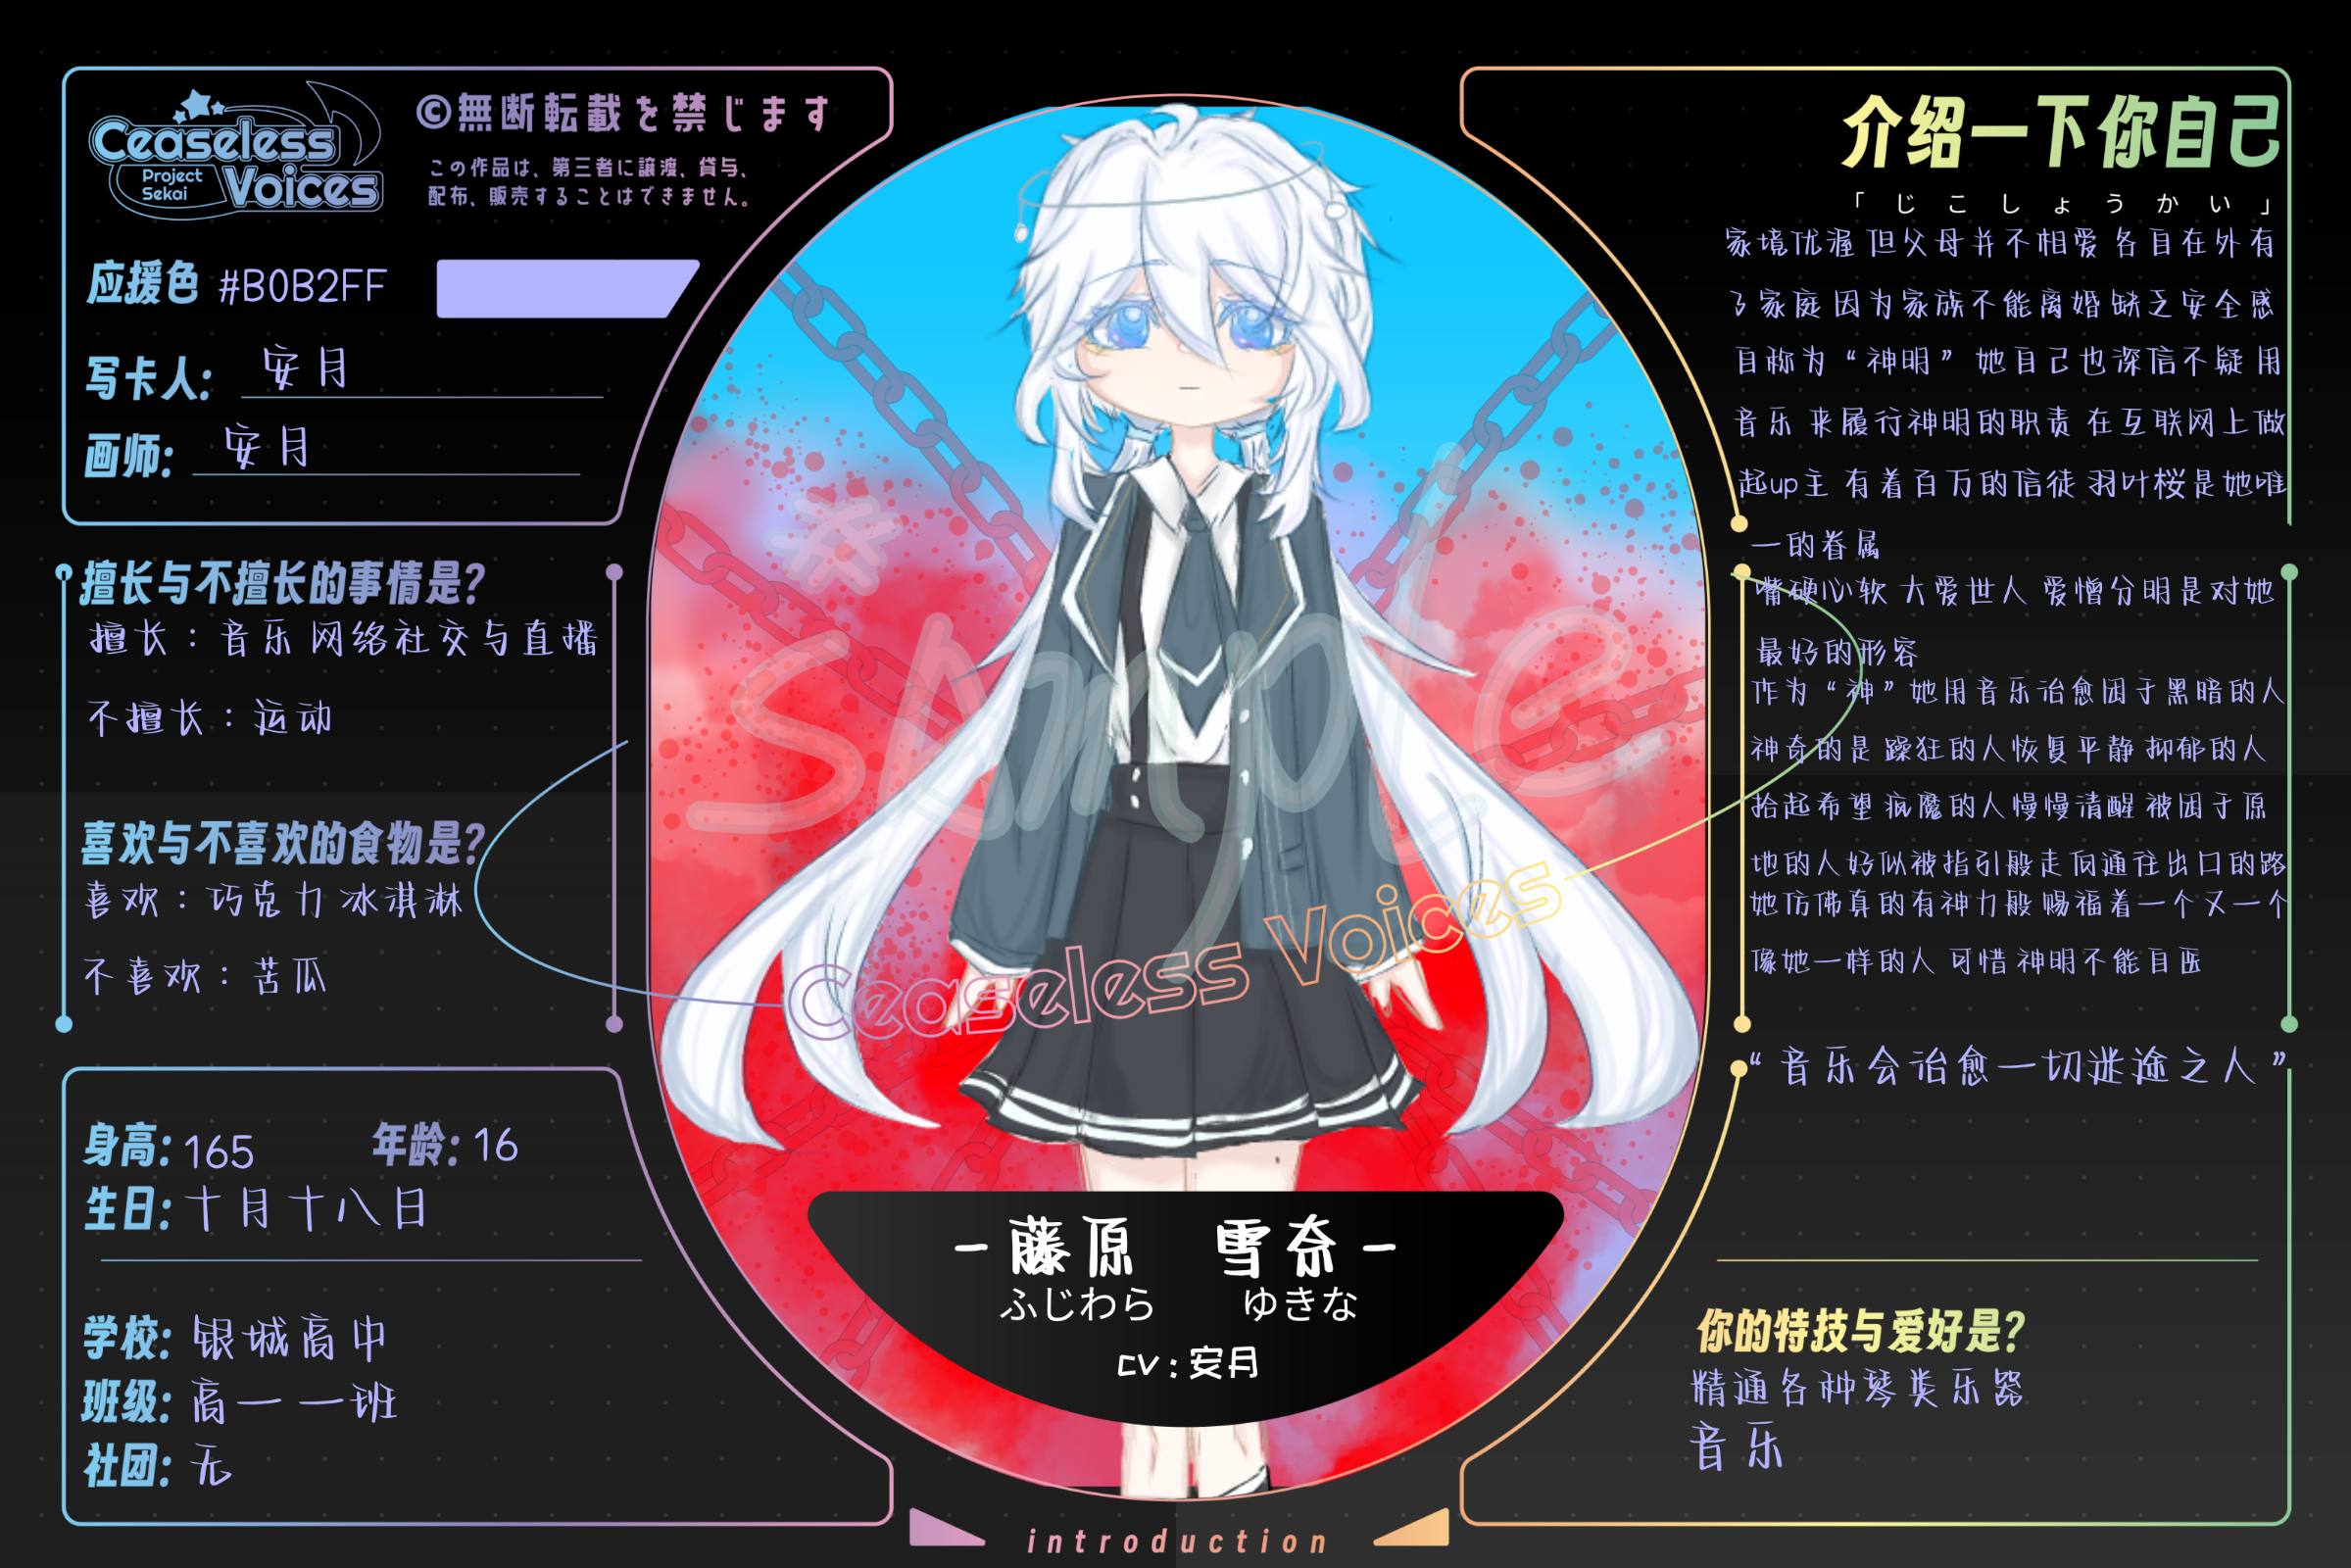 Ceaseless
Voices
Project
Sekai
©無断転載を禁じます
この作品は、第三者に譲渡、貸与、
配布、販売することはできません。
应援色 #B0B2FF
写卡人: 安月
画师: 安月
擅长与不擅长的事情是?
擅长：音乐 网络社交与直播
不擅长：运动
喜欢与不喜欢的食物是?
喜欢：巧克力 冰淇淋
不喜欢：苦瓜
身高: 165 年龄: 16
生日: 十月十八日
学校: 银城高中
班级: 高一 一班
社团: 无
#SAmple
Ceaseless Voices
-藤原 雪奈-
ふじわら ゆきな
CV：安月
introduction
介绍一下你自己
「じこしょうかい」
家境优渥 但父母并不相爱 各自在外有
了家庭 因为家族不能离婚 缺乏安全感
自称为“神明” 她自己也深信不疑 用
音乐 来履行神明的职责 在互联网上做
起up主 有着百万的信徒 羽叶桜是她唯
一的眷属
嘴硬心软 大爱世人 爱憎分明是对她
最好的形容
作为“神”她用音乐治愈困于黑暗的人
神奇的是 躁狂的人恢复平静 抑郁的人
拾起希望 疯魔的人慢慢清醒 被困于原
地的人好似被指引般走向通往出口的路
她仿佛真的有神力般 赐福着一个又一个
像她一样的人 可惜神明不能自医
“音乐会治愈一切迷途之人”
你的特技与爱好是?
精通各种琴类乐器
音乐